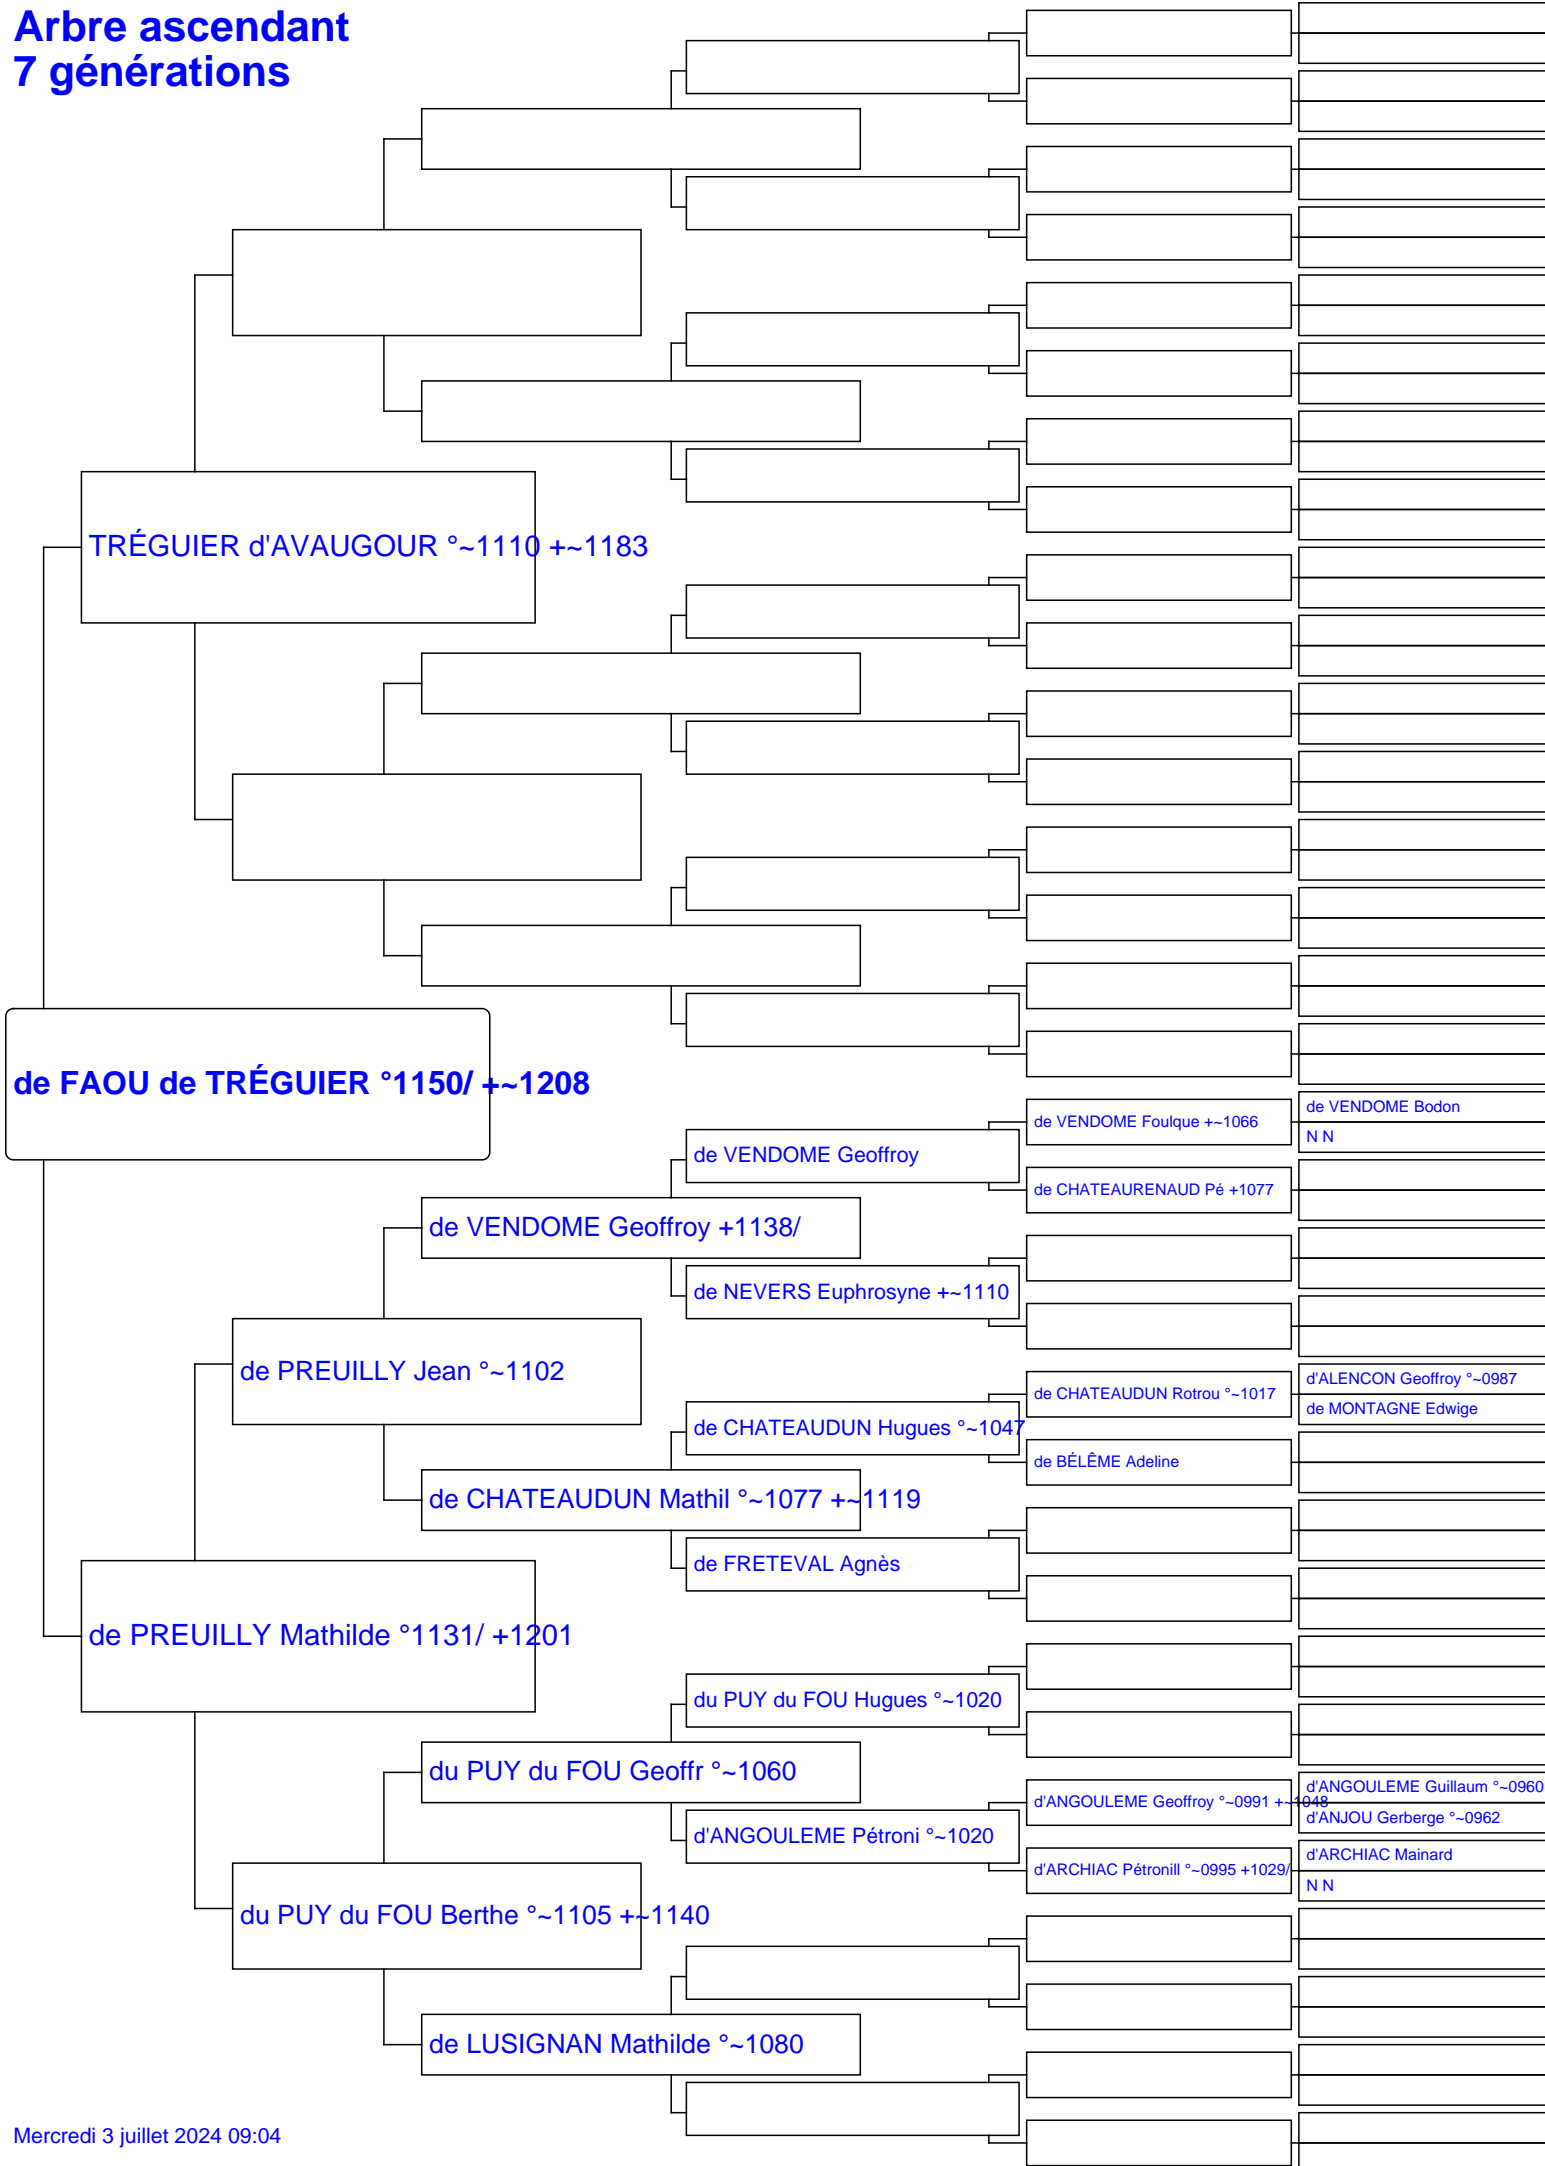 Arbre ascendant
7 générations
TRÉGUIER d'AVAUGOUR °~1110 +~1183
de FAOU de TRÉGUIER °1150/ +~1208
de VENDOME Bodon
de VENDOME Foulque +~1066
N N
de VENDOME Geoffroy
de CHATEAURENAUD Pé +1077
de VENDOME Geoffroy +1138/
de NEVERS Euphrosyne +~1110
de PREUILLY Jean °~1102
d'ALENCON Geoffroy °~0987
de CHATEAUDUN Rotrou °~1017
de MONTAGNE Edwige
de CHATEAUDUN Hugues °~1047
de BÉLÊME Adeline
de CHATEAUDUN Mathil °~1077 +~1119
de FRETEVAL Agnès
de PREUILLY Mathilde °1131/ +1201
du PUY du FOU Hugues °~1020
du PUY du FOU Geoffr °~1060
d'ANGOULEME Guillaum °~0960
d'ANGOULEME Geoffroy °~0991 +~1048
d'ANJOU Gerberge °~0962
d'ANGOULEME Pétroni °~1020
d'ARCHIAC Mainard
d'ARCHIAC Pétronill °~0995 +1029/
N N
du PUY du FOU Berthe °~1105 +~1140
de LUSIGNAN Mathilde °~1080
Mercredi 3 juillet 2024 09:04